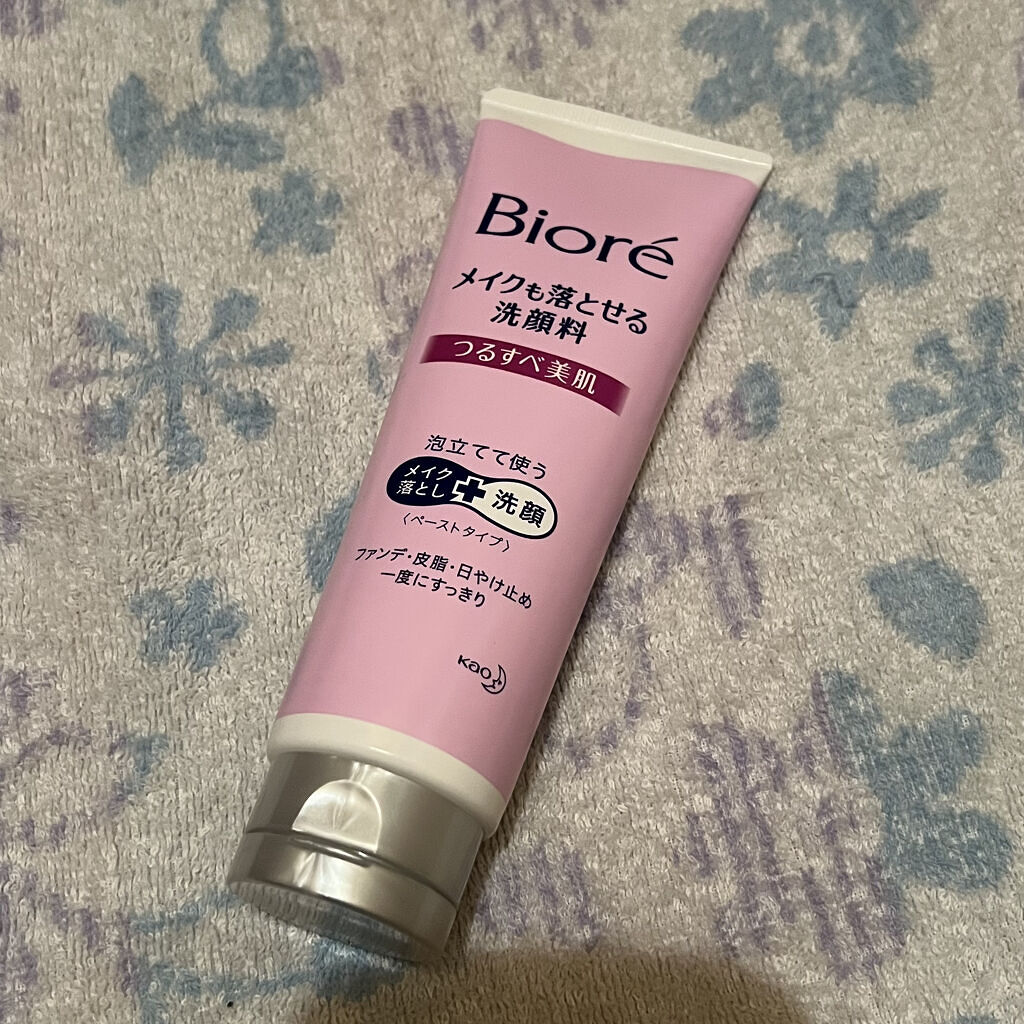 Bioré
メイクも落とせる
洗顔料
つるすべ美肌
泡立てて使う
メイク
落とし
+
洗顔
〈ペーストタイプ〉
ファンデ・皮脂・日やけ止め
一度にすっきり
Kao